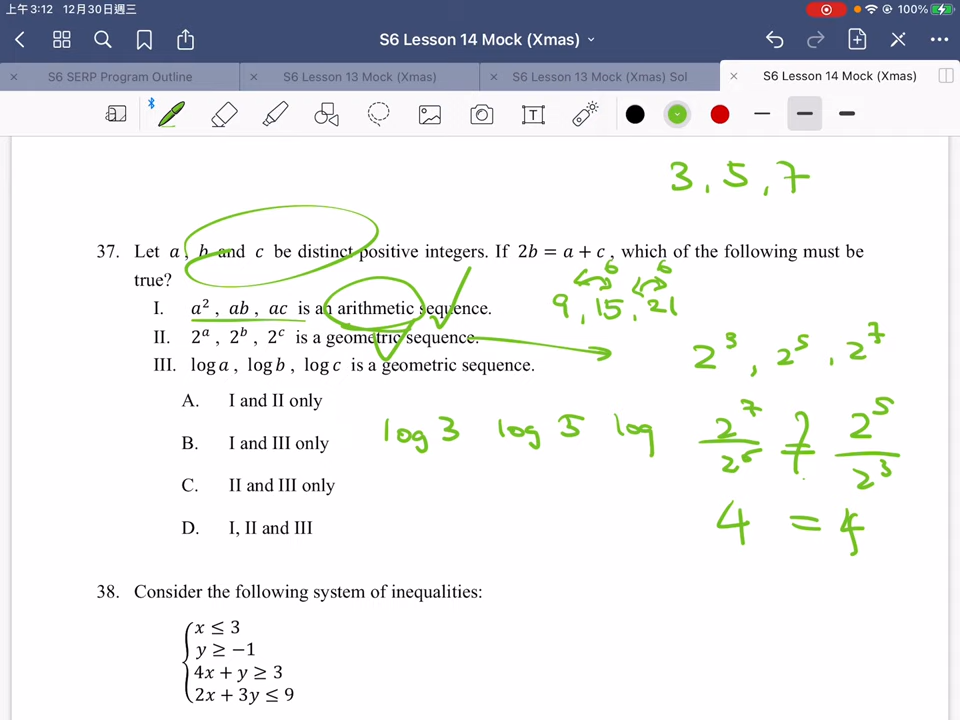 上午3:12 12月30日週三
100%
S6 Lesson 14 Mock (Xmas)
S6 SERP Program Outline
S6 Lesson 13 Mock (Xmas)
S6 Lesson 13 Mock (Xmas) Sol
S6 Lesson 14 Mock (Xmas)
3, 5, 7
37. Let a, b and c be distinct positive integers. If 2b = a + c, which of the following must be
true?
6 6
I. a², ab, ac is an arithmetic sequence.
9, 15, 21
II. 2ᵃ, 2ᵇ, 2ᶜ is a geometric sequence.
2³, 2⁵, 2⁷
III. log a, log b, log c is a geometric sequence.
A. I and II only
log 3 log 5 log
2⁷/2⁵ ≟ 2⁵/2³
B. I and III only
C. II and III only
4 = 4
D. I, II and III
38. Consider the following system of inequalities:
x ≤ 3
y ≥ −1
4x + y ≥ 3
2x + 3y ≤ 9